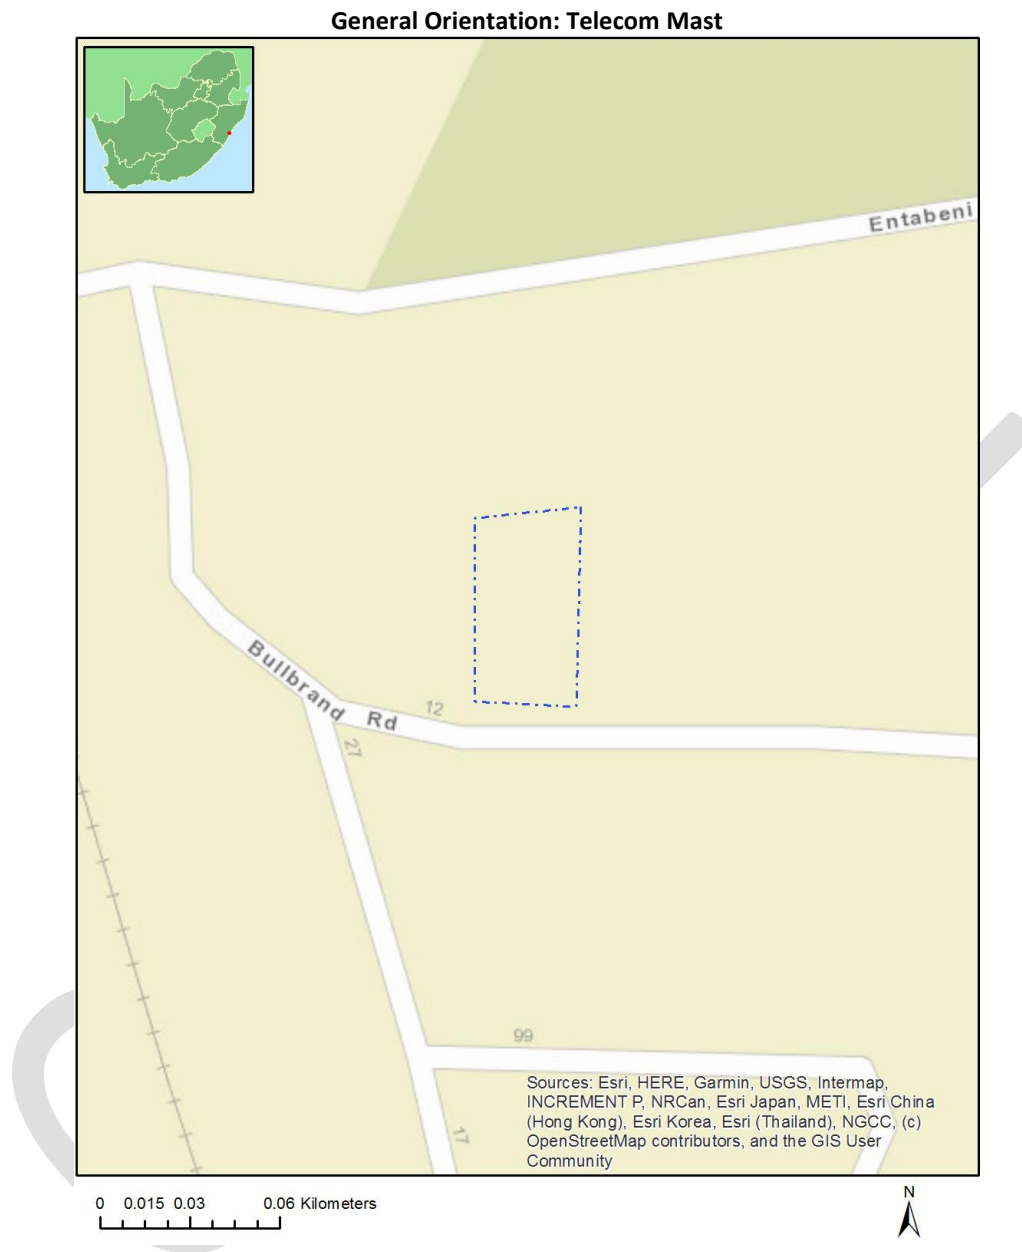 General Orientation: Telecom Mast
Entabeni
Bullbrand Rd
12
27
99
Sources: Esri, HERE, Garmin, USGS, Intermap,
INCREMENT P, NRCan, Esri Japan, METI, Esri China
(Hong Kong), Esri Korea, Esri (Thailand), NGCC, (c)
OpenStreetMap contributors, and the GIS User
Community
17
N
0 0.015 0.03 0.06 Kilometers